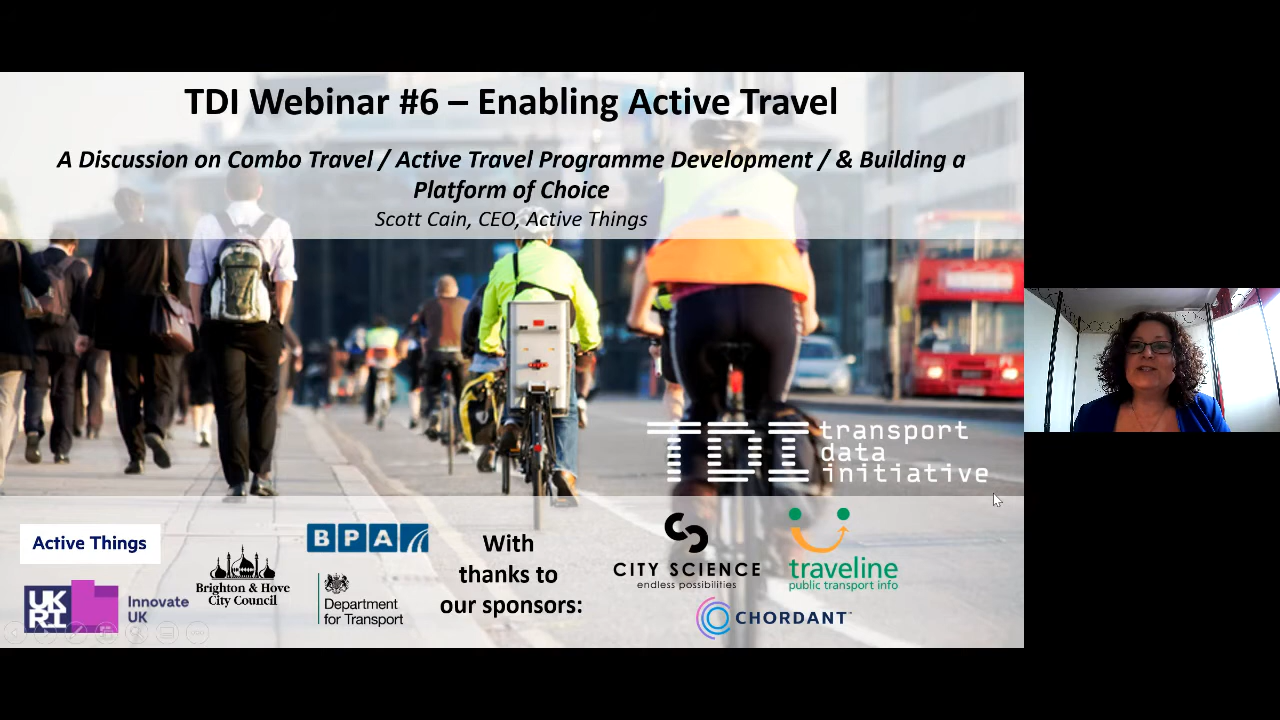 TDI Webinar #6 – Enabling Active Travel
A Discussion on Combo Travel / Active Travel Programme Development / & Building a
Platform of Choice
Scott Cain, CEO, Active Things
TDI transport
data
initiative
Active Things
UK
RI
Innovate
UK
Brighton & Hove
City Council
BPA
Department
for Transport
With
thanks to
our sponsors:
CITY SCIENCE
endless possibilities
traveline
public transport info
CHORDANT™